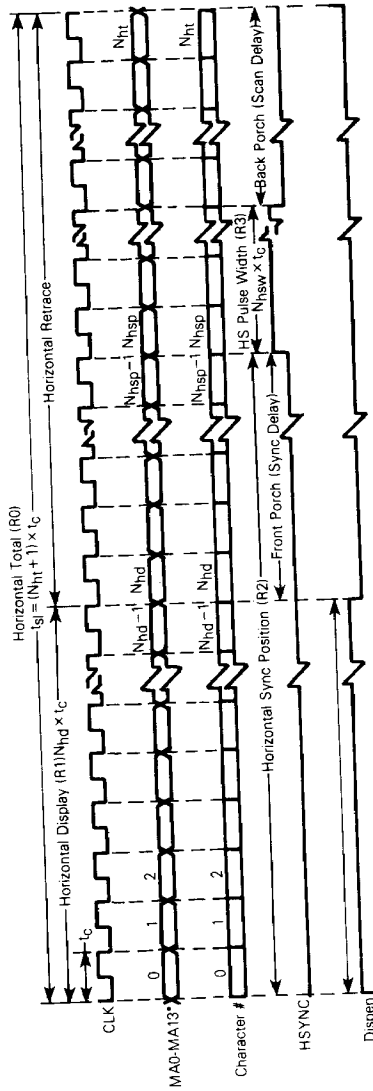 Horizontal Total (R0)
tsl = (Nht + 1) × tc
Horizontal Display (R1) Nhd × tc
Horizontal Retrace
tc
CLK
MA0-MA13*
0 1 2 Nhd-1 Nhd Nhsp-1 Nhsp Nht
Character #
0 1 2 Nhd-1 Nhd Nhsp-1 Nhsp Nht
Horizontal Sync Position (R2)
Front Porch (Sync Delay)
HS Pulse Width (R3)
Nhsw × tc
Back Porch (Scan Delay)
HSYNC
Dispen